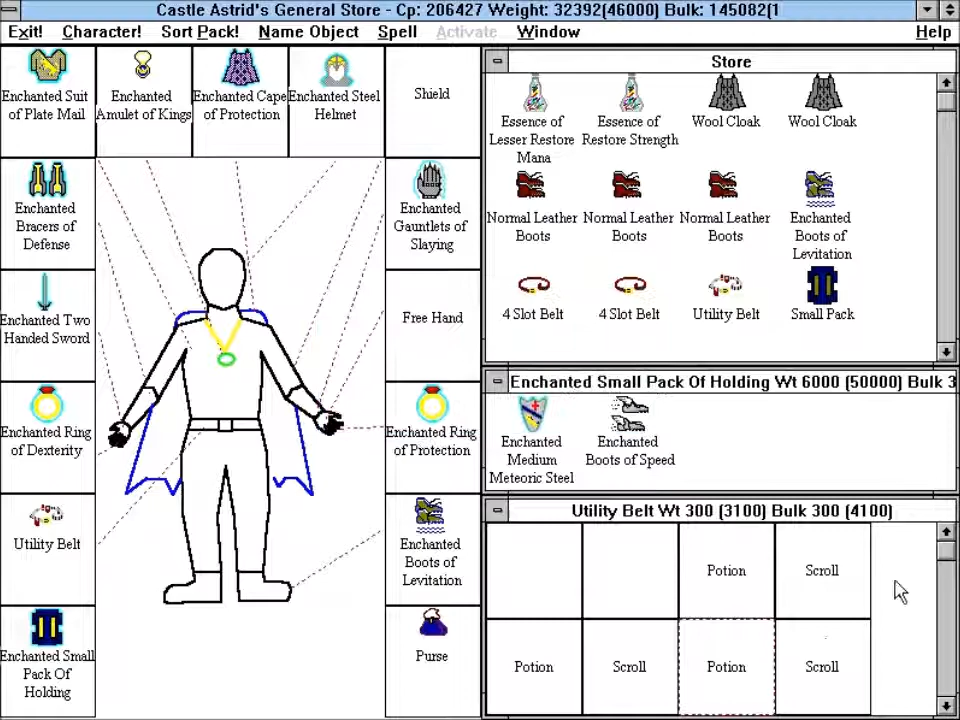 Castle Astrid's General Store - Cp: 206427 Weight: 32392(46000) Bulk: 145082(1
Exit! Character! Sort Pack! Name Object Spell Activate Window Help
Enchanted Suit
of Plate Mail
Enchanted
Amulet of Kings
Enchanted Cape
of Protection
Enchanted Steel
Helmet
Shield
Enchanted
Bracers of
Defense
Enchanted
Gauntlets of
Slaying
Enchanted Two
Handed Sword
Free Hand
Enchanted Ring
of Dexterity
Enchanted Ring
of Protection
Utility Belt
Enchanted
Boots of
Levitation
Enchanted Small
Pack Of
Holding
Purse
Store
Essence of
Lesser Restore
Mana
Essence of
Restore Strength
Wool Cloak
Wool Cloak
Normal Leather
Boots
Normal Leather
Boots
Normal Leather
Boots
Enchanted
Boots of
Levitation
4 Slot Belt
4 Slot Belt
Utility Belt
Small Pack
Enchanted Small Pack Of Holding Wt 6000 (50000) Bulk 3
Enchanted
Medium
Meteoric Steel
Enchanted
Boots of Speed
Utility Belt Wt 300 (3100) Bulk 300 (4100)
Potion
Scroll
Potion
Scroll
Potion
Scroll